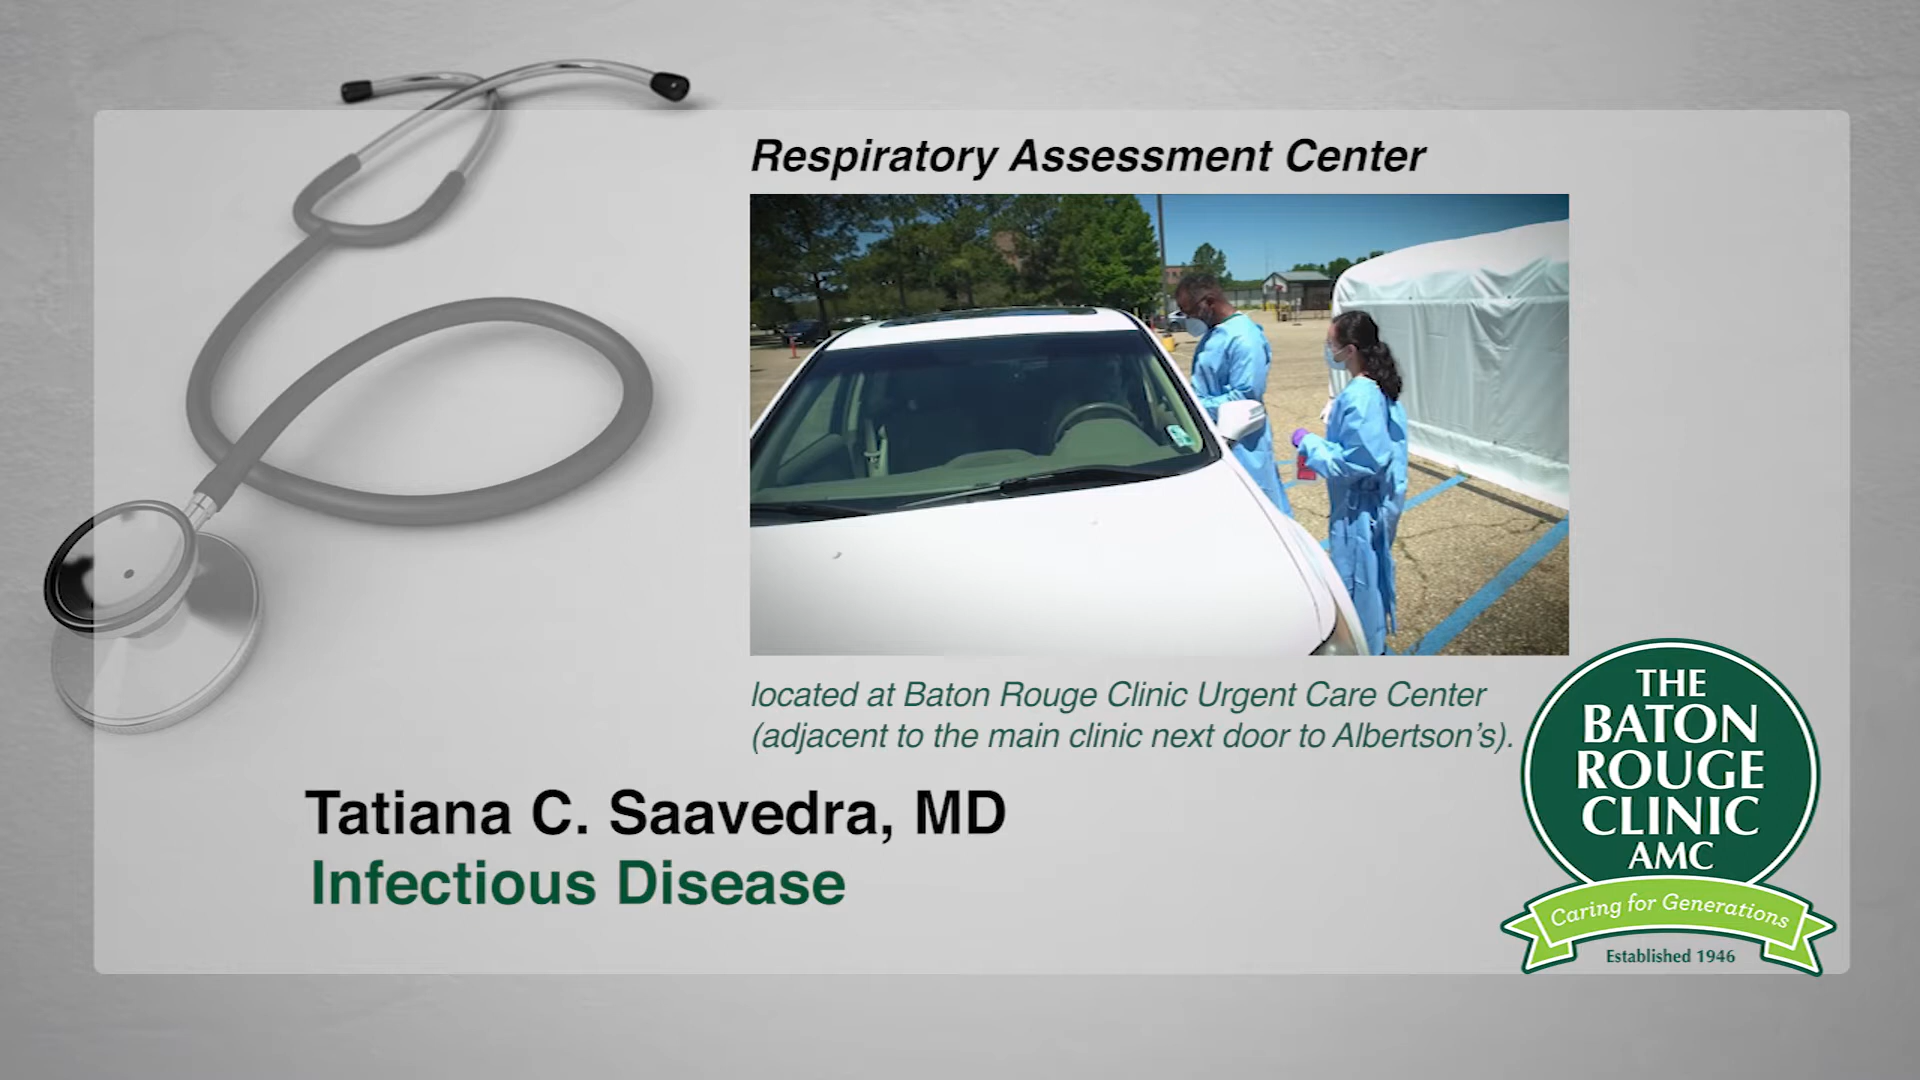 Respiratory Assessment Center
located at Baton Rouge Clinic Urgent Care Center
(adjacent to the main clinic next door to Albertson's).
Tatiana C. Saavedra, MD
Infectious Disease
THE
BATON
ROUGE
CLINIC
AMC
Caring for Generations
Established 1946